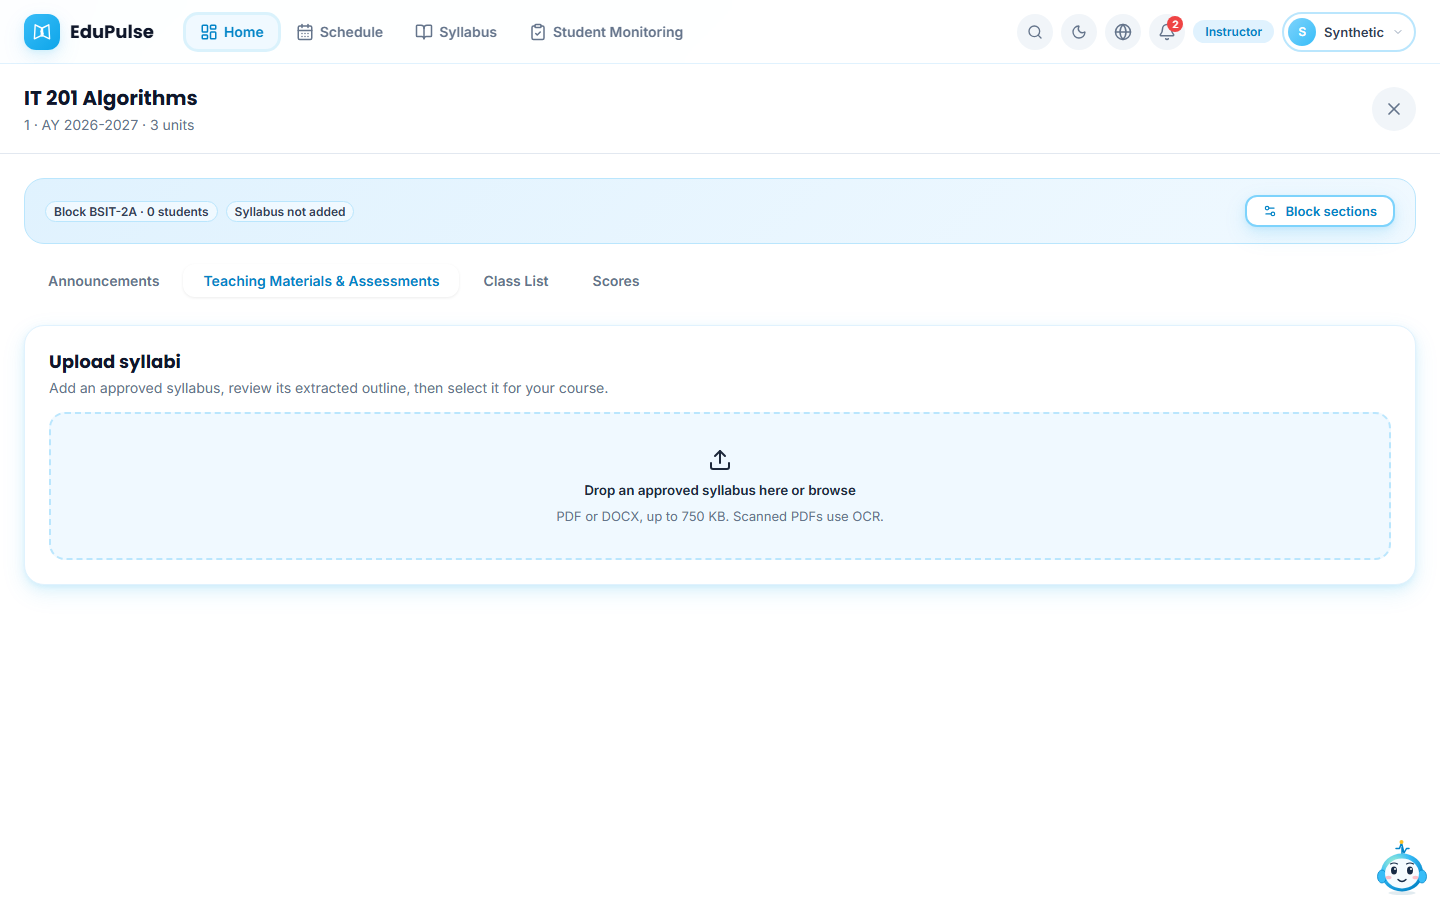 EduPulse
Home
Schedule
Syllabus
Student Monitoring
2
Instructor
S
Synthetic
IT 201 Algorithms
1 · AY 2026-2027 · 3 units
Block BSIT-2A · 0 students
Syllabus not added
Block sections
Announcements
Teaching Materials & Assessments
Class List
Scores
Upload syllabi
Add an approved syllabus, review its extracted outline, then select it for your course.
Drop an approved syllabus here or browse
PDF or DOCX, up to 750 KB. Scanned PDFs use OCR.